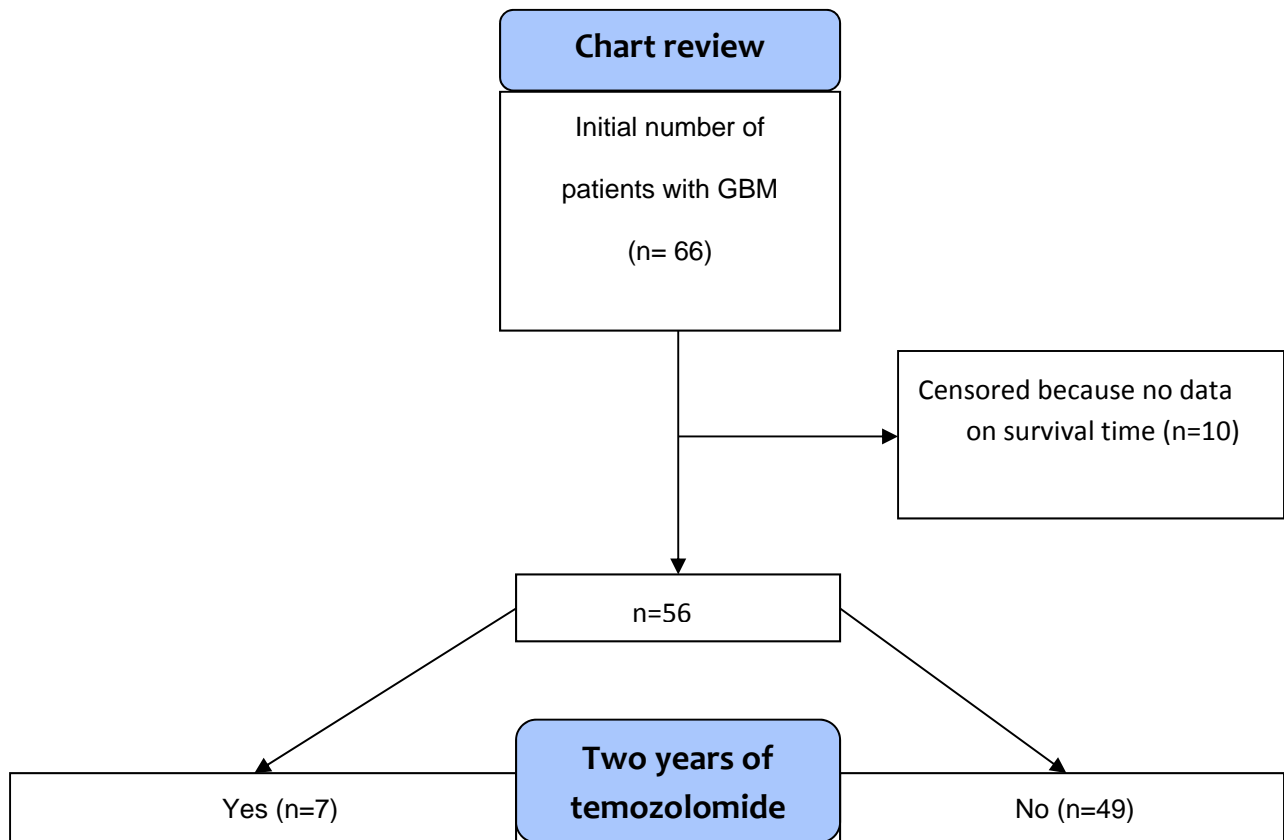 Chart review
Initial number of
patients with GBM
(n= 66)
Censored because no data
on survival time (n=10)
n=56
Two years of
temozolomide
Yes (n=7)
No (n=49)